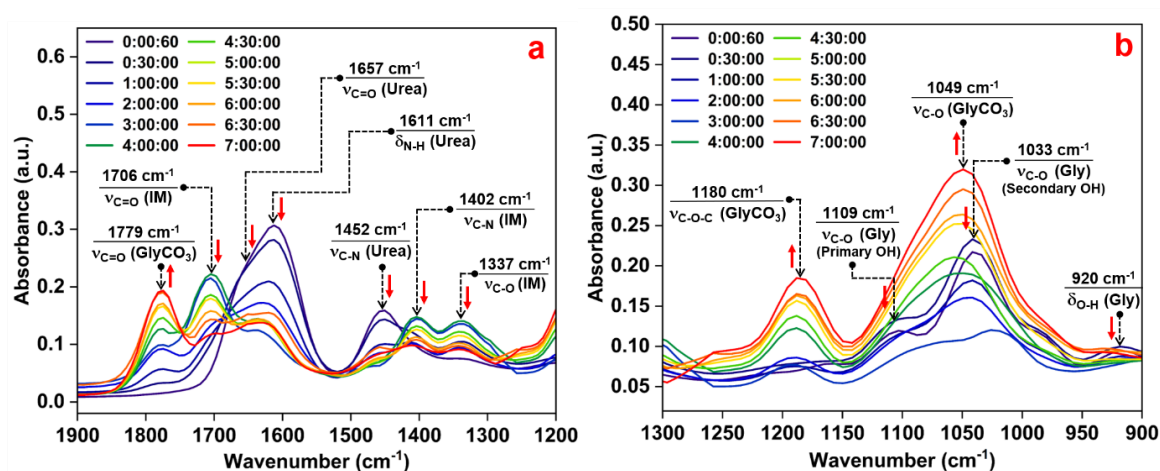 a
0:00:60 4:30:00
0:30:00 5:00:00
1:00:00 5:30:00
2:00:00 6:00:00
3:00:00 6:30:00
4:00:00 7:00:00
1657 cm-1
νC=O (Urea)
1611 cm-1
δN-H (Urea)
1706 cm-1
νC=O (IM)
1402 cm-1
νC-N (IM)
1779 cm-1
νC=O (GlyCO3)
1452 cm-1
νC-N (Urea)
1337 cm-1
νC-O (IM)
Absorbance (a.u.)
0.6
0.5
0.4
0.3
0.2
0.1
0.0
1900 1800 1700 1600 1500 1400 1300 1200
Wavenumber (cm-1)
b
0:00:60 4:30:00
0:30:00 5:00:00
1:00:00 5:30:00
2:00:00 6:00:00
3:00:00 6:30:00
4:00:00 7:00:00
1049 cm-1
νC-O (GlyCO3)
1033 cm-1
νC-O (Gly)
(Secondary OH)
1180 cm-1
νC-O-C (GlyCO3)
1109 cm-1
νC-O (Gly)
(Primary OH)
920 cm-1
δO-H (Gly)
Absorbance (a.u.)
0.50
0.45
0.40
0.35
0.30
0.25
0.20
0.15
0.10
0.05
1300 1250 1200 1150 1100 1050 1000 950 900
Wavenumber (cm-1)